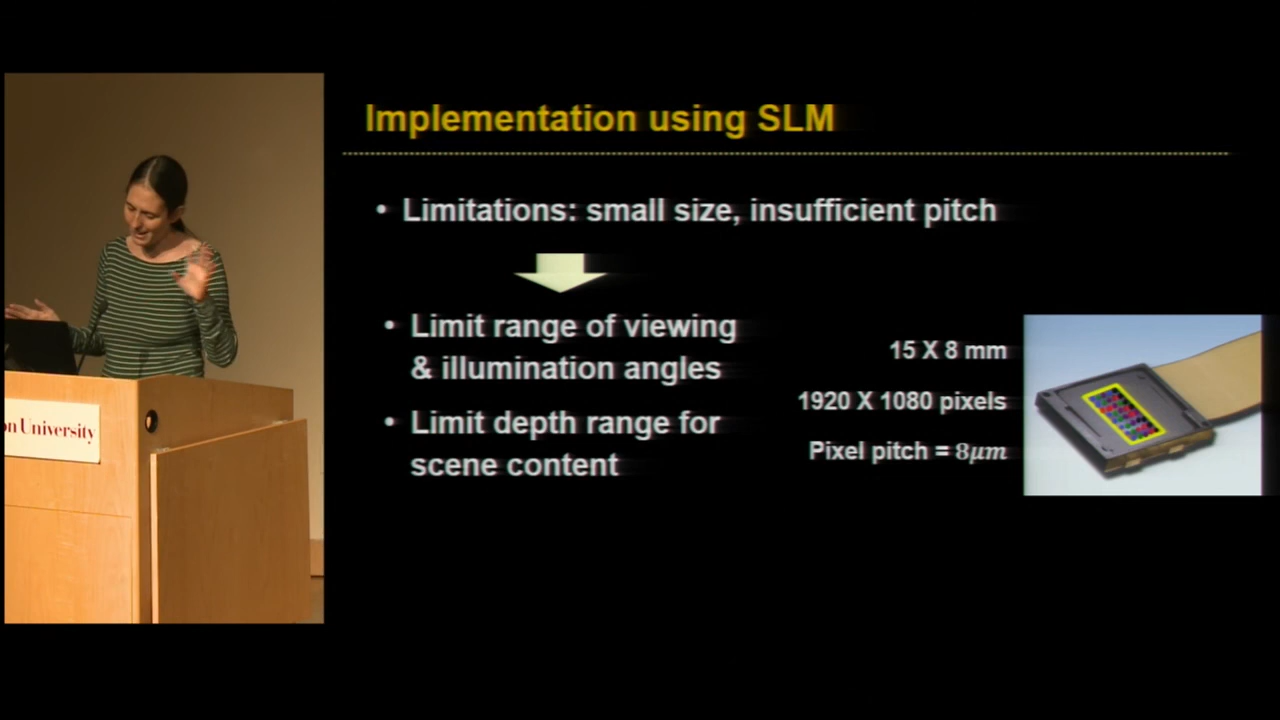 Implementation using SLM
• Limitations: small size, insufficient pitch
• Limit range of viewing
& illumination angles
• Limit depth range for
scene content
15 X 8 mm
1920 X 1080 pixels
Pixel pitch = 8μm
n University